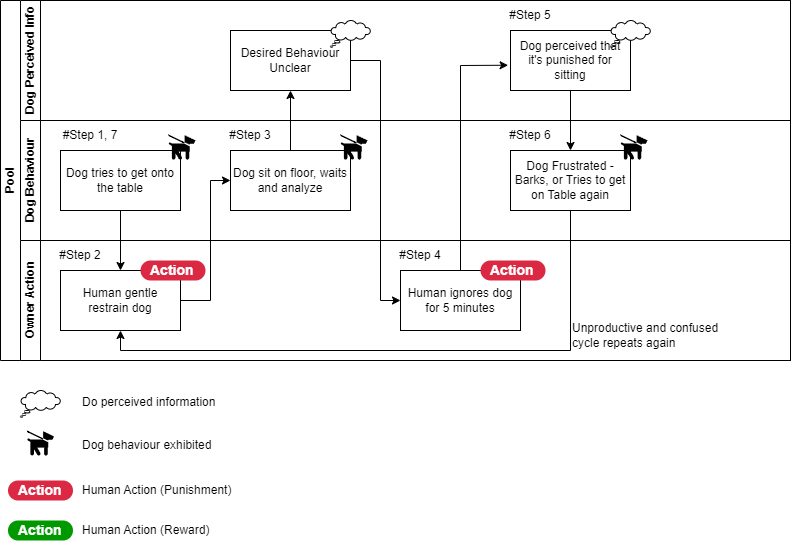 Pool
Dog Perceived Info
Dog Behaviour
Owner Action
#Step 5
Desired Behaviour
Unclear
Dog perceived that
it's punished for
sitting
#Step 1, 7
#Step 3
#Step 6
Dog tries to get onto
the table
Dog sit on floor, waits
and analyze
Dog Frustrated -
Barks, or Tries to get
on Table again
#Step 2
Action
#Step 4
Action
Human gentle
restrain dog
Human ignores dog
for 5 minutes
Unproductive and confused
cycle repeats again
Do perceived information
Dog behaviour exhibited
Action
Human Action (Punishment)
Action
Human Action (Reward)